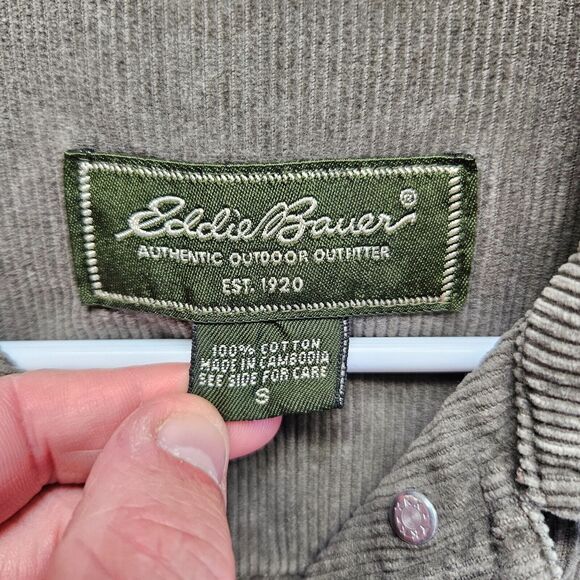 Eddie Bauer®
AUTHENTIC OUTDOOR OUTFITTER
EST. 1920
100% COTTON
MADE IN CAMBODIA
SEE SIDE FOR CARE
S